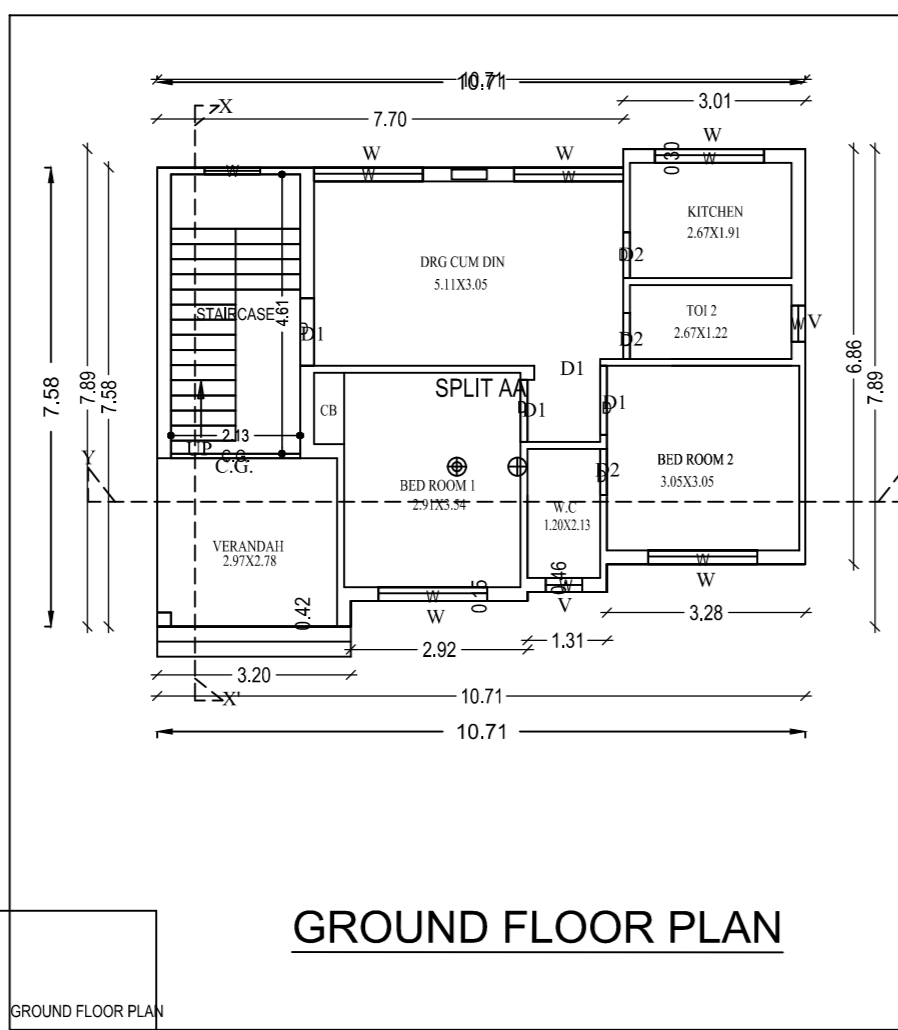 10.71
10.71
3.01
X
7.70
W
W
W
W
0.30
W
W
W
KITCHEN
2.67X1.91
DRG CUM DIN
5.11X3.05
D
D2
TOI 2
2.67X1.22
W
V
STAIRCASE
4.61
D
D1
D2
7.58
7.89
7.58
6.86
7.89
D1
SPLIT AA
CB
D
D1
D
D1
2.13
UP
C.G.
C.G.
Y
BED ROOM 1
2.91X3.54
D
D2
BED ROOM 2
3.05X3.05
W.C
1.20X2.13
VERANDAH
2.97X2.78
W
W
0.46
W
V
W
W
0.15
0.42
3.28
1.31
2.92
3.20
X'
10.71
10.71
GROUND FLOOR PLAN
GROUND FLOOR PLAN